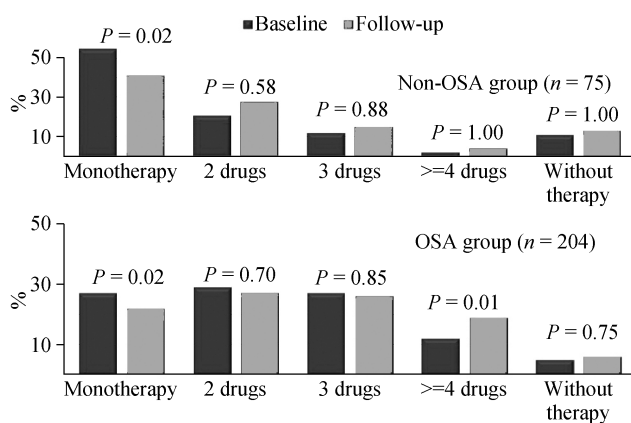 Baseline Follow-up
50
30
10
%
P = 0.02
P = 0.58
P = 0.88
P = 1.00
P = 1.00
Non-OSA group (n = 75)
Monotherapy
2 drugs
3 drugs
>=4 drugs
Without
therapy
50
30
10
%
P = 0.02
P = 0.70
P = 0.85
P = 0.01
P = 0.75
OSA group (n = 204)
Monotherapy
2 drugs
3 drugs
>=4 drugs
Without
therapy